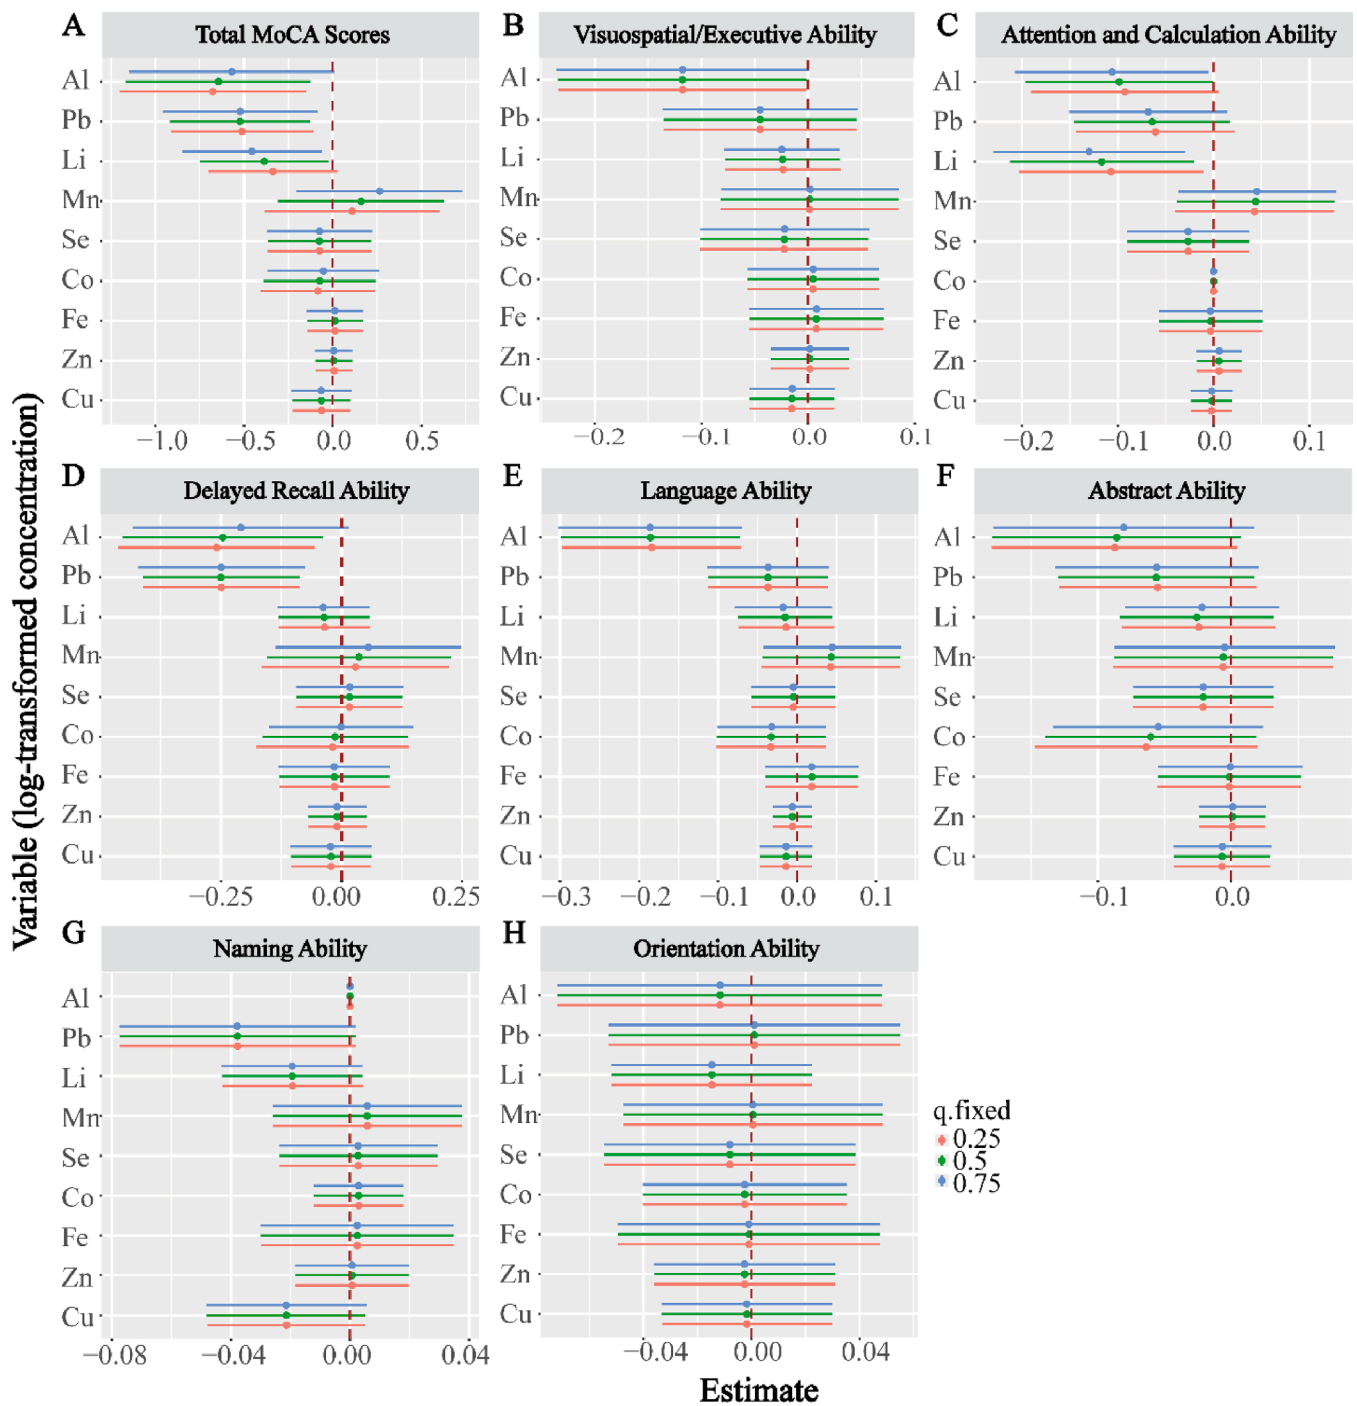 A
Total MoCA Scores
Al
Pb
Li
Mn
Se
Co
Fe
Zn
Cu
−1.0 −0.5 0.0 0.5
B
Visuospatial/Executive Ability
Al
Pb
Li
Mn
Se
Co
Fe
Zn
Cu
−0.2 −0.1 0.0 0.1
C
Attention and Calculation Ability
Al
Pb
Li
Mn
Se
Co
Fe
Zn
Cu
−0.2 −0.1 0.0 0.1
Variable (log-transformed concentration)
D
Delayed Recall Ability
Al
Pb
Li
Mn
Se
Co
Fe
Zn
Cu
−0.25 0.00 0.25
E
Language Ability
Al
Pb
Li
Mn
Se
Co
Fe
Zn
Cu
−0.3 −0.2 −0.1 0.0 0.1
F
Abstract Ability
Al
Pb
Li
Mn
Se
Co
Fe
Zn
Cu
−0.1 0.0
G
Naming Ability
Al
Pb
Li
Mn
Se
Co
Fe
Zn
Cu
−0.08 −0.04 0.00 0.04
H
Orientation Ability
Al
Pb
Li
Mn
Se
Co
Fe
Zn
Cu
−0.04 0.00 0.04
q.fixed
0.25
0.5
0.75
Estimate